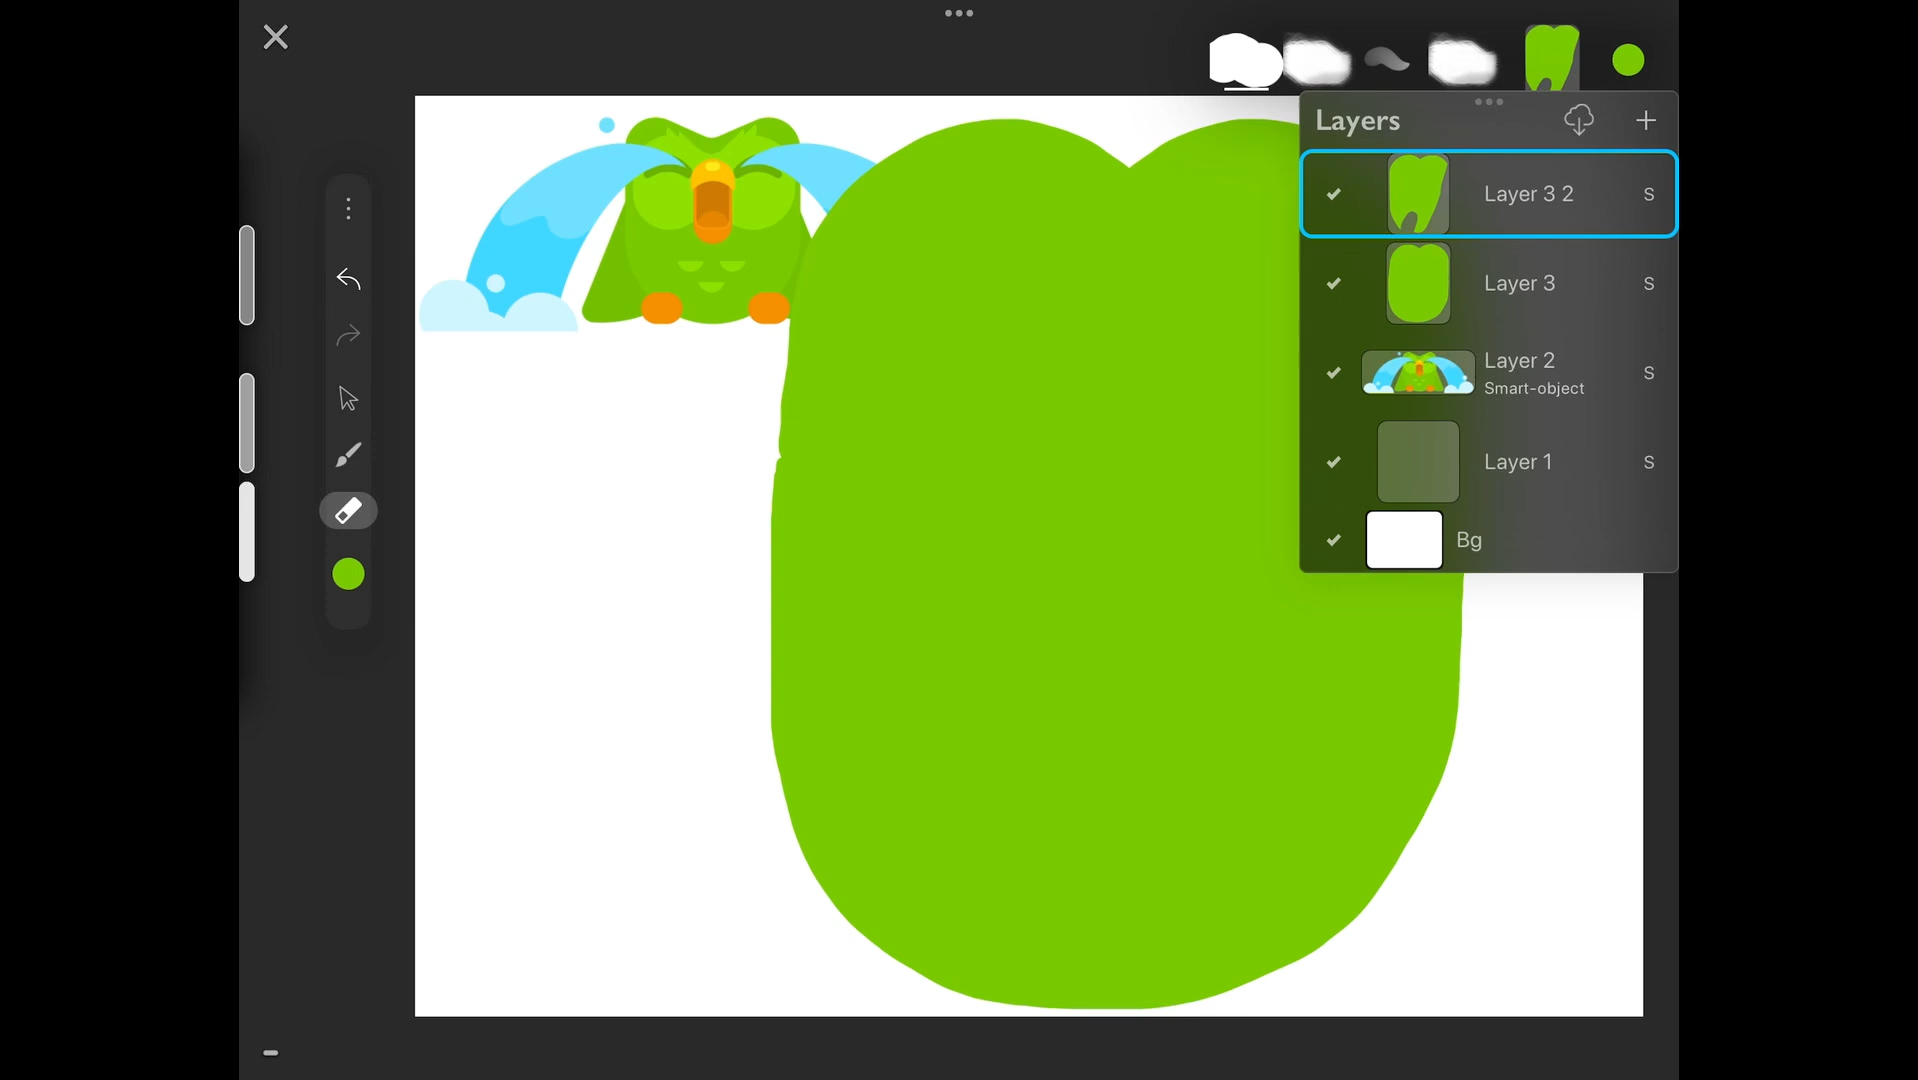 Layers
Layer 3 2
S
Layer 3
S
Layer 2
Smart-object
S
Layer 1
S
Bg